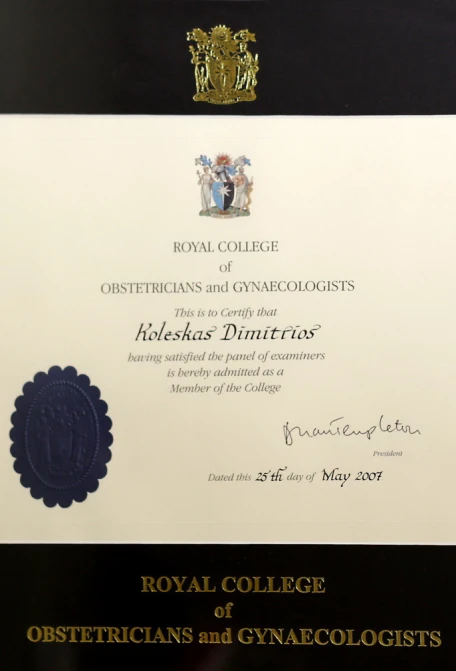 ROYAL COLLEGE
of
OBSTETRICIANS and GYNAECOLOGISTS
This is to Certify that
Koleskas Dimitrios
having satisfied the panel of examiners
is hereby admitted as a
Member of the College
President
Dated this 25th day of May 2007
ROYAL COLLEGE
of
OBSTETRICIANS and GYNAECOLOGISTS